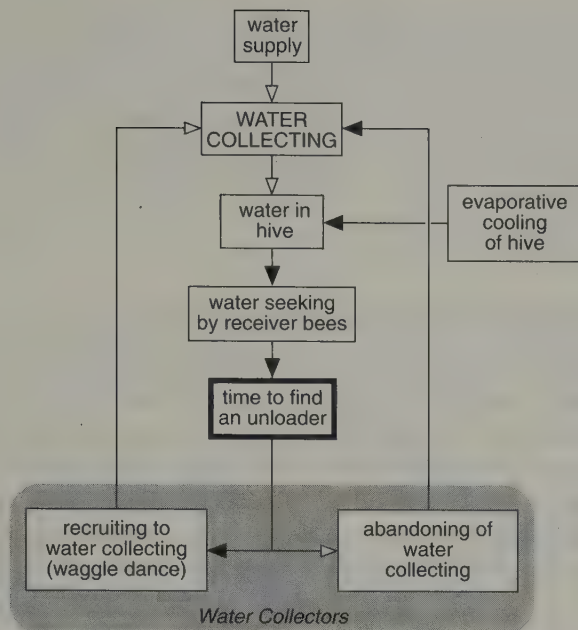 water
supply
WATER
COLLECTING
water in
hive
evaporative
cooling
of hive
water seeking
by receiver bees
time to find
an unloader
recruiting to
water collecting
(waggle dance)
abandoning of
water
collecting
Water Collectors